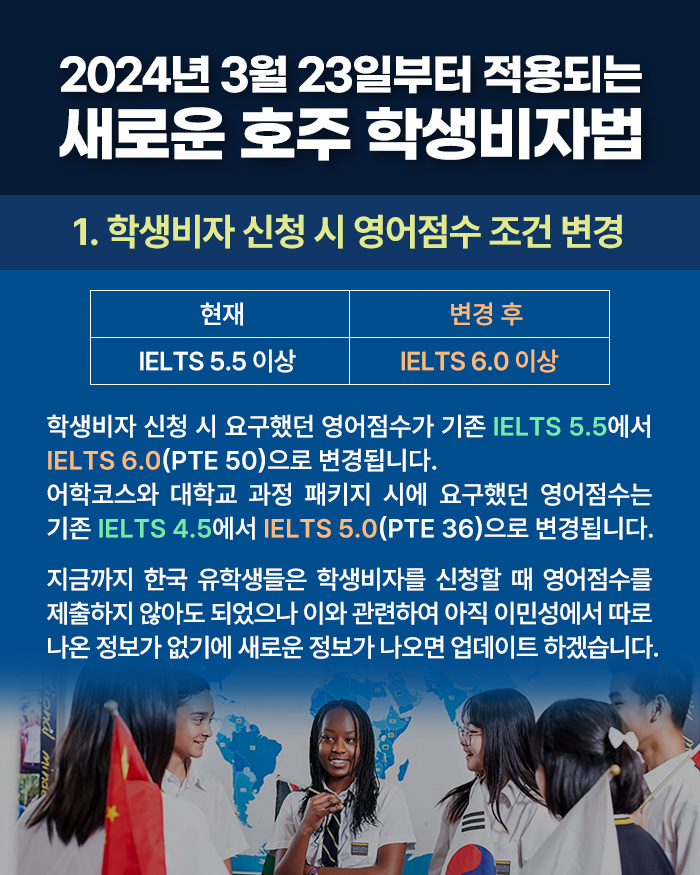 2024년 3월 23일부터 적용되는
새로운 호주 학생비자법
1. 학생비자 신청 시 영어점수 조건 변경
현재 변경 후
IELTS 5.5 이상 IELTS 6.0 이상
학생비자 신청 시 요구했던 영어점수가 기존 IELTS 5.5에서
IELTS 6.0(PTE 50)으로 변경됩니다.
어학코스와 대학교 과정 패키지 시에 요구했던 영어점수는
기존 IELTS 4.5에서 IELTS 5.0(PTE 36)으로 변경됩니다.
지금까지 한국 유학생들은 학생비자를 신청할 때 영어점수를
제출하지 않아도 되었으나 이와 관련하여 아직 이민성에서 따로
나온 정보가 없기에 새로운 정보가 나오면 업데이트 하겠습니다.